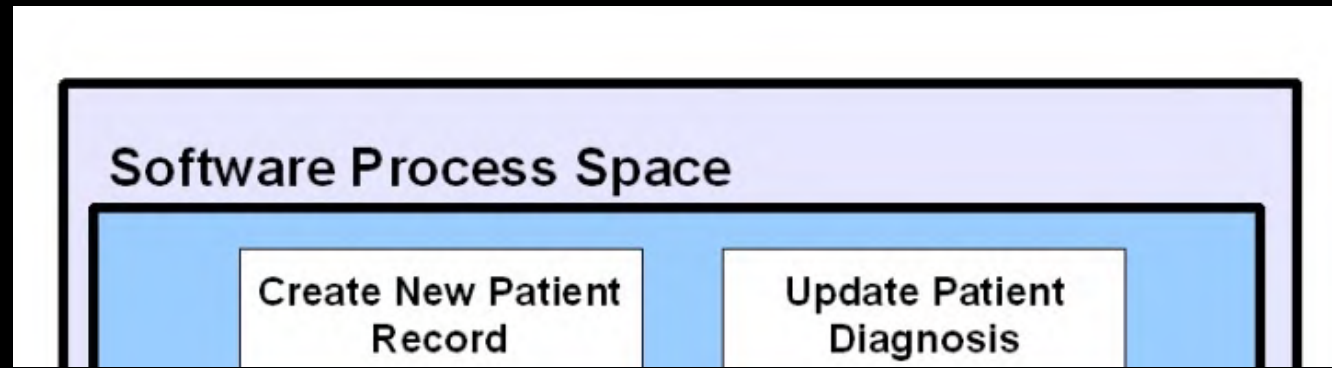 Software Process Space
Create New Patient
Record
Update Patient
Diagnosis